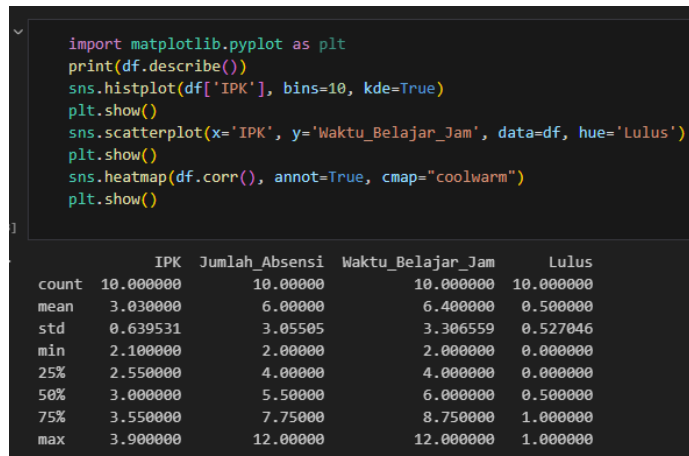 import matplotlib.pyplot as plt
print(df.describe())
sns.histplot(df['IPK'], bins=10, kde=True)
plt.show()
sns.scatterplot(x='IPK', y='Waktu_Belajar_Jam', data=df, hue='Lulus')
plt.show()
sns.heatmap(df.corr(), annot=True, cmap="coolwarm")
plt.show()
]
IPK Jumlah_Absensi Waktu_Belajar_Jam Lulus
count 10.000000 10.00000 10.000000 10.000000
mean 3.030000 6.00000 6.400000 0.500000
std 0.639531 3.05505 3.306559 0.527046
min 2.100000 2.00000 2.000000 0.000000
25% 2.550000 4.00000 4.000000 0.000000
50% 3.000000 5.50000 6.000000 0.500000
75% 3.550000 7.75000 8.750000 1.000000
max 3.900000 12.00000 12.000000 1.000000